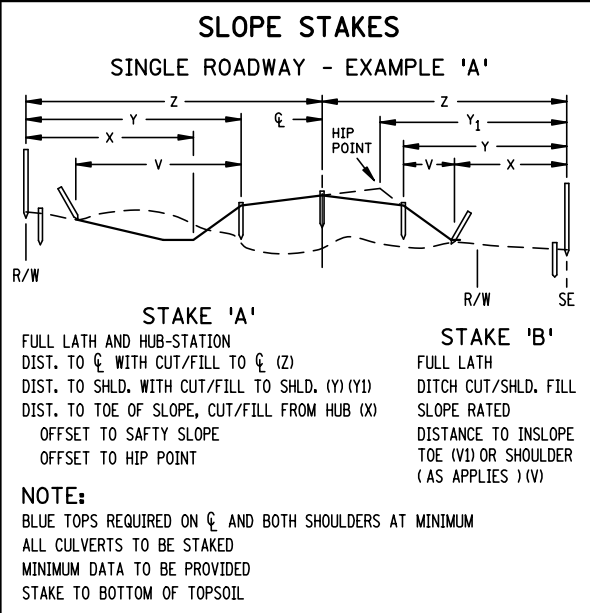 SLOPE STAKES
SINGLE ROADWAY - EXAMPLE 'A'
Z
Z
Y
℄
Y1
X
HIP
POINT
Y
V
V
X
R/W
R/W
SE
STAKE 'A'
FULL LATH AND HUB-STATION
DIST. TO ℄ WITH CUT/FILL TO ℄ (Z)
DIST. TO SHLD. WITH CUT/FILL TO SHLD. (Y)(Y1)
DIST. TO TOE OF SLOPE, CUT/FILL FROM HUB (X)
OFFSET TO SAFTY SLOPE
OFFSET TO HIP POINT
STAKE 'B'
FULL LATH
DITCH CUT/SHLD. FILL
SLOPE RATED
DISTANCE TO INSLOPE
TOE (V1) OR SHOULDER
( AS APPLIES )(V)
NOTE:
BLUE TOPS REQUIRED ON ℄ AND BOTH SHOULDERS AT MINIMUM
ALL CULVERTS TO BE STAKED
MINIMUM DATA TO BE PROVIDED
STAKE TO BOTTOM OF TOPSOIL